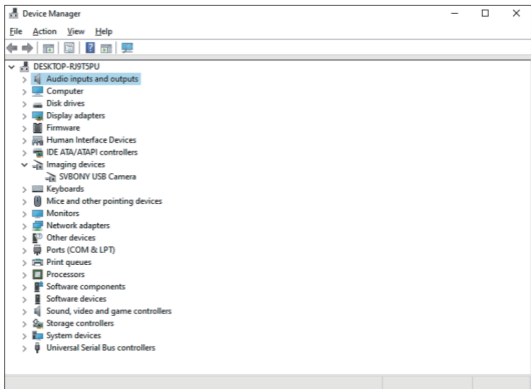 Device Manager
File Action View Help
DESKTOP-RJ9T5PU
Audio inputs and outputs
Computer
Disk drives
Display adapters
Firmware
Human Interface Devices
IDE ATA/ATAPI controllers
Imaging devices
SVBONY USB Camera
Keyboards
Mice and other pointing devices
Monitors
Network adapters
Other devices
Ports (COM & LPT)
Print queues
Processors
Software components
Software devices
Sound, video and game controllers
Storage controllers
System devices
Universal Serial Bus controllers